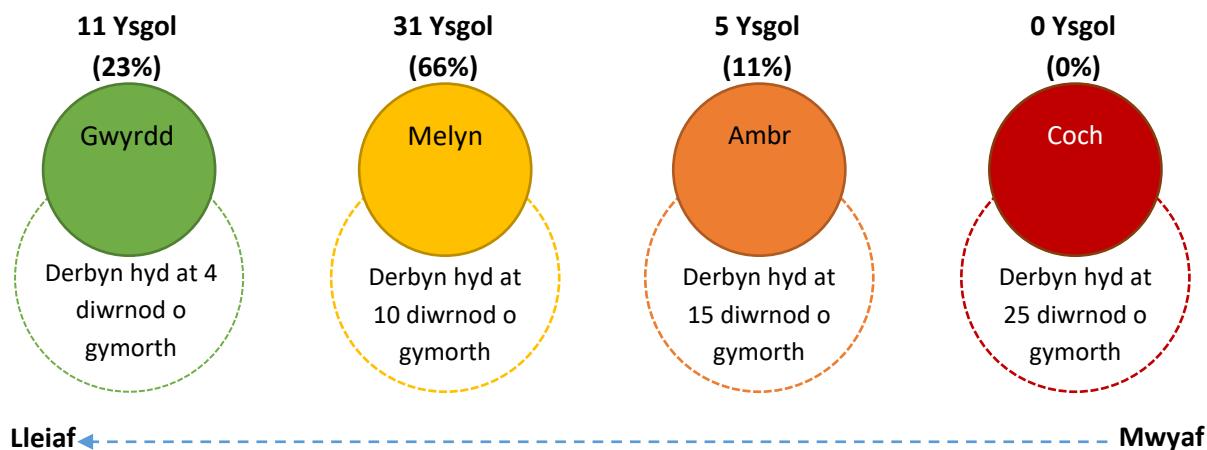 11 Ysgol
(23%)
Gwyrdd
Derbyn hyd at 4
diwrnod o
gymorth
31 Ysgol
(66%)
Melyn
Derbyn hyd at
10 diwrnod o
gymorth
5 Ysgol
(11%)
Ambr
Derbyn hyd at
15 diwrnod o
gymorth
0 Ysgol
(0%)
Coch
Derbyn hyd at
25 diwrnod o
gymorth
Lleiaf
Mwyaf